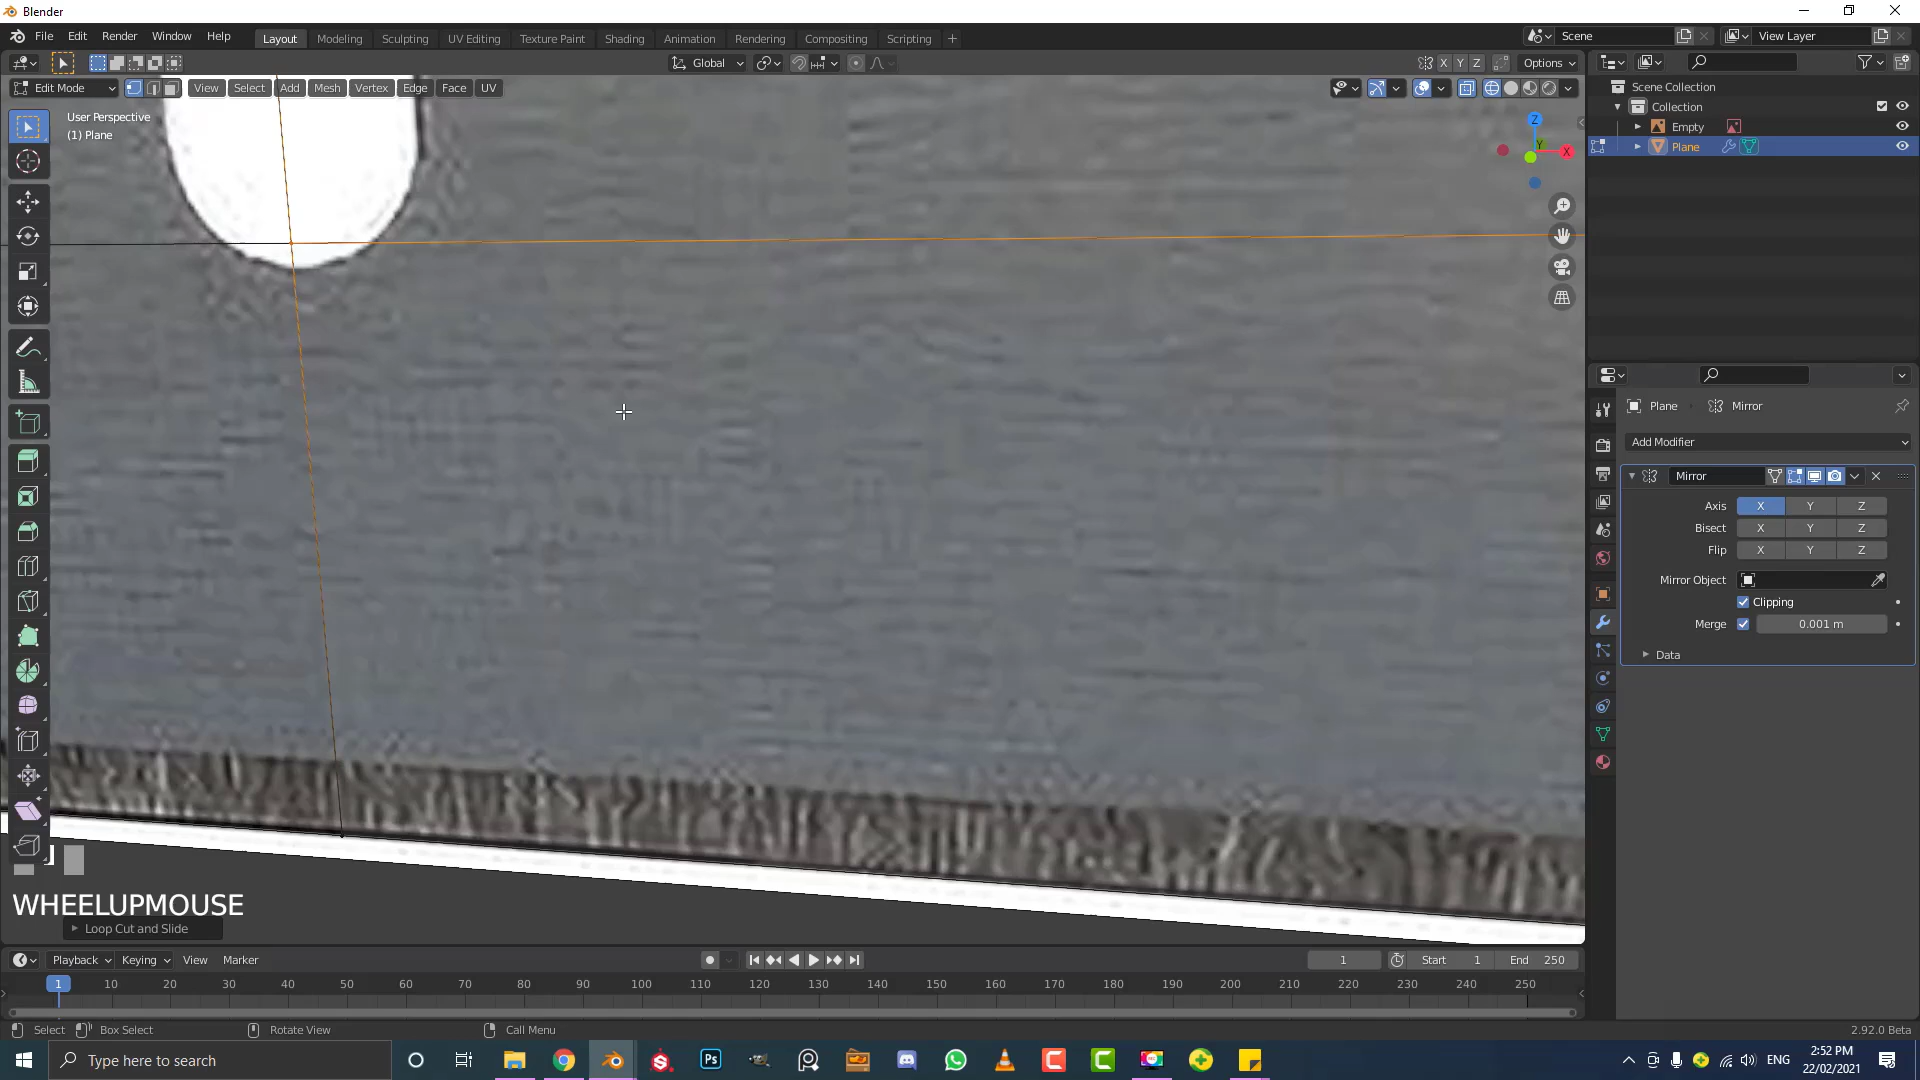 Blender
File Edit Render Window Help
Layout Modeling Sculpting UV Editing Texture Paint Shading Animation Rendering Compositing Scripting
Scene
View Layer
Global
X Y Z
Options
Edit Mode
View Select Add Mesh Vertex Edge Face UV
User Perspective
(1) Plane
Z
Y
X
Scene Collection
Collection
Empty
Plane
Plane
Mirror
Add Modifier
Mirror
Axis X Y Z
Bisect X Y Z
Flip X Y Z
Mirror Object
Clipping
Merge 0.001 m
Data
WHEELUPMOUSE
Loop Cut and Slide
Playback Keying View Marker
1 Start 1 End 250
1 10 20 30 40 50 60 70 80 90 100 110 120 130 140 150 160 170 180 190 200 210 220 230 240 250
Select Box Select Rotate View Call Menu
2.92.0 Beta
Type here to search
Ps
ENG
2:52 PM
22/02/2021